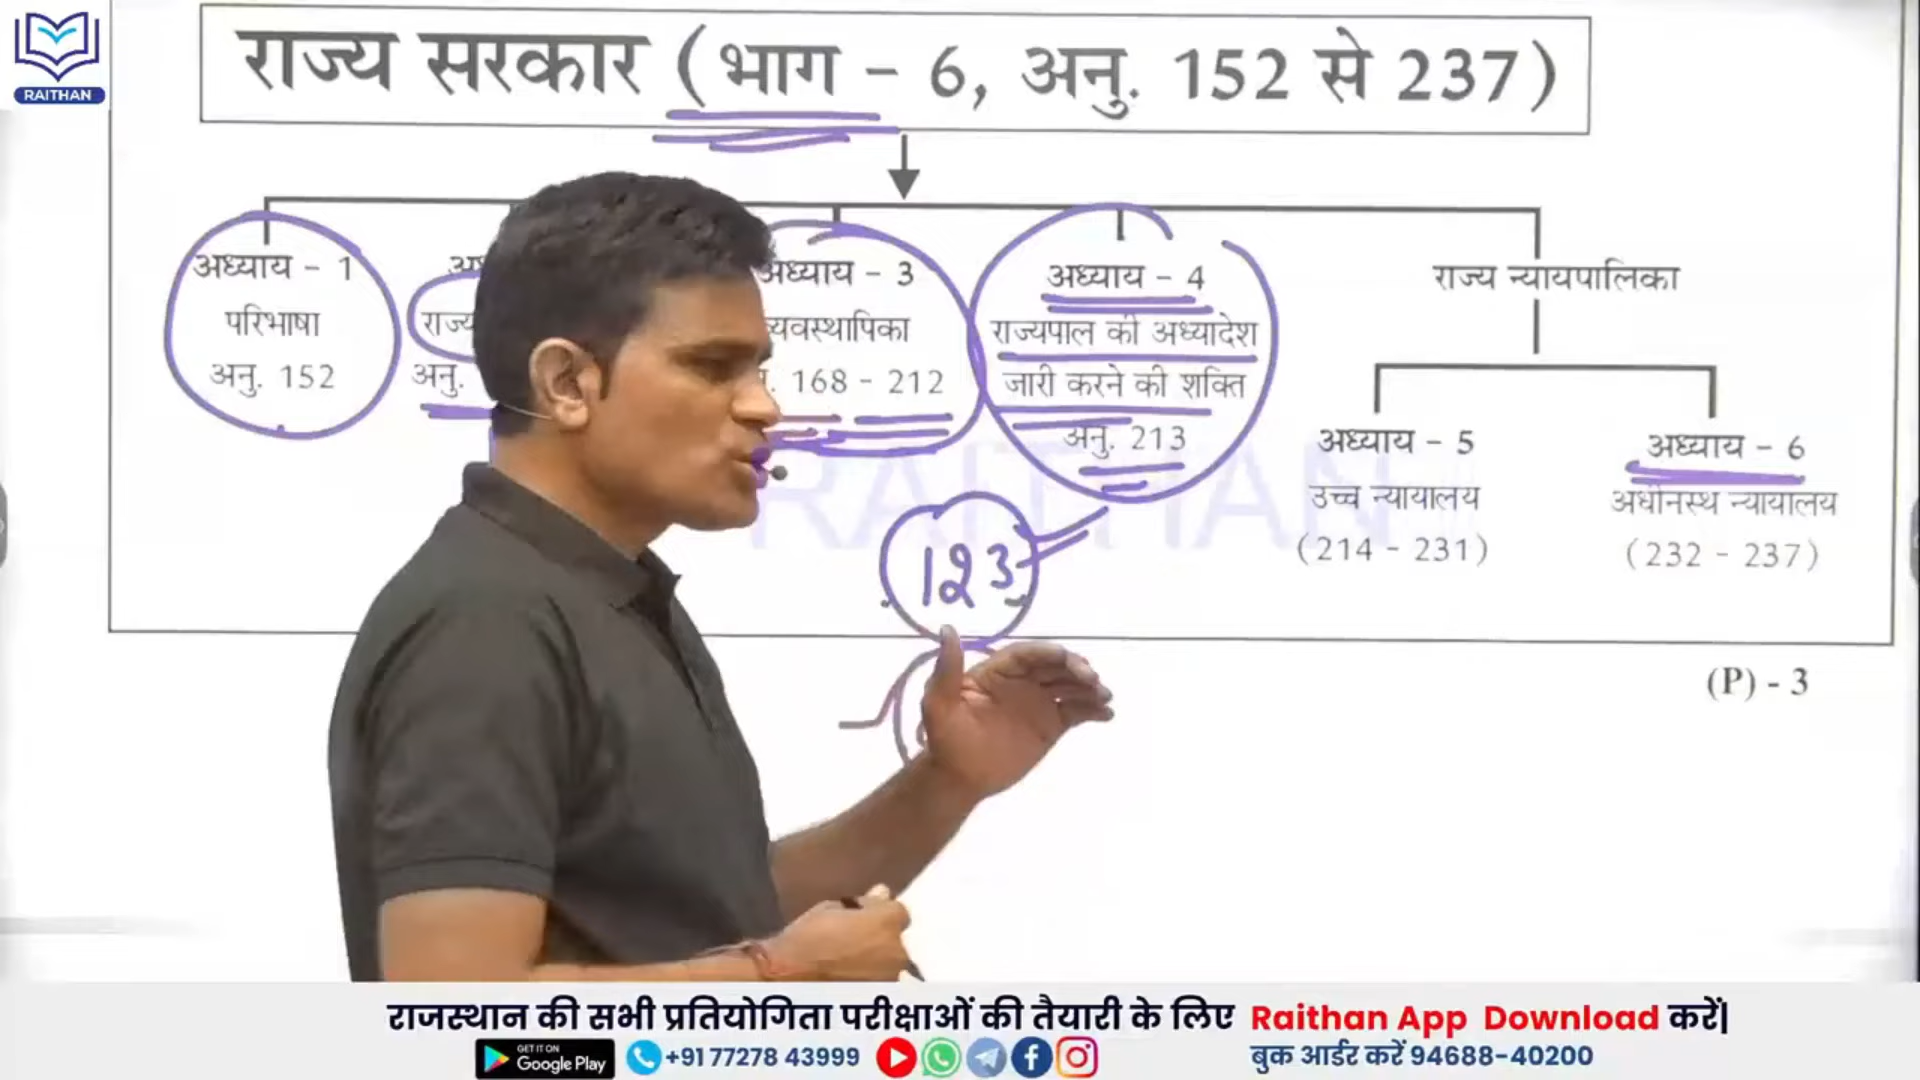 RAITHAN
राज्य सरकार (भाग - 6, अनु. 152 से 237)
अध्याय - 1
परिभाषा
अनु. 152
राज्य
अनु.
अध्याय - 3
व्यवस्थापिका
168 - 212
अध्याय - 4
राज्यपाल की अध्यादेश
जारी करने की शक्ति
अनु. 213
123
राज्य न्यायपालिका
अध्याय - 5
उच्च न्यायालय
(214 - 231)
अध्याय - 6
अधीनस्थ न्यायालय
(232 - 237)
RAITHAN
(P) - 3
राजस्थान की सभी प्रतियोगिता परीक्षाओं की तैयारी के लिए Raithan App Download करें|
GET IT ON
Google Play
+91 77278 43999
बुक आर्डर करें 94688-40200